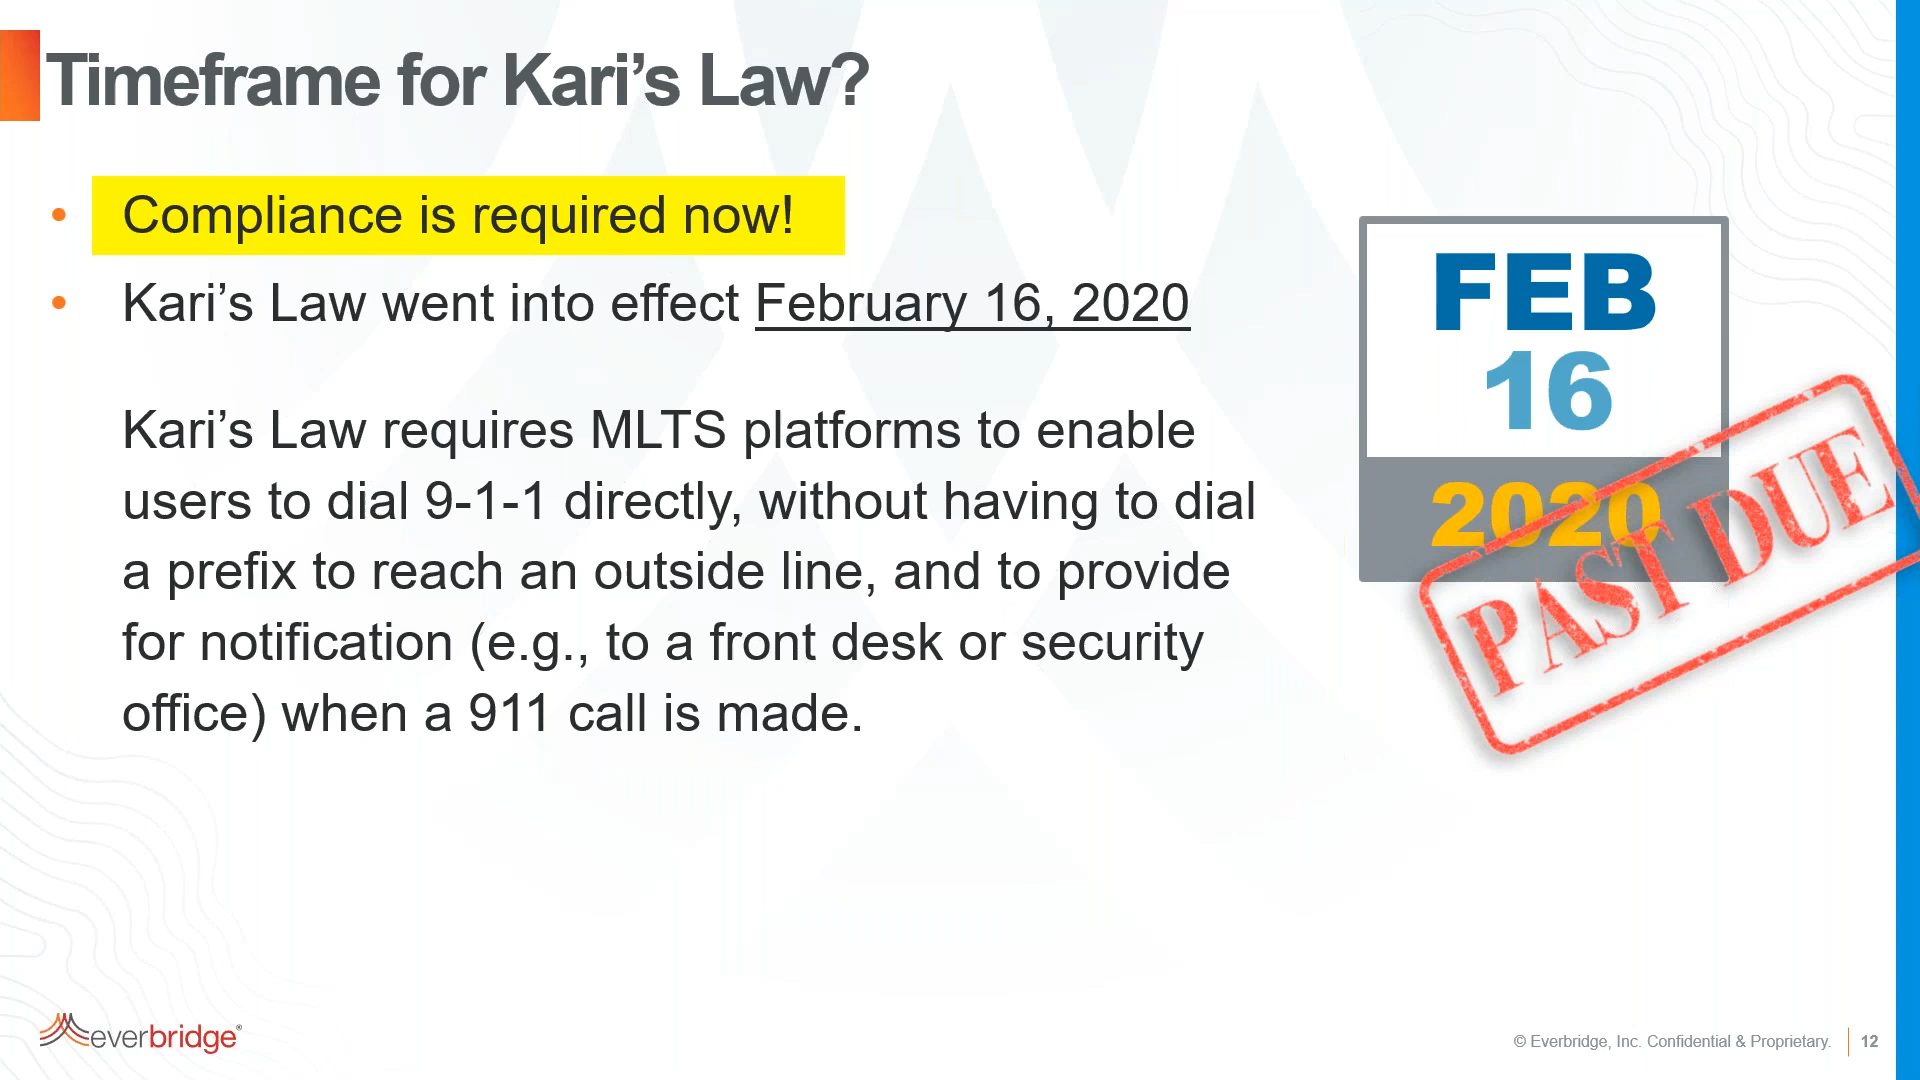 Timeframe for Kari’s Law?
• Compliance is required now!
• Kari’s Law went into effect February 16, 2020
Kari’s Law requires MLTS platforms to enable
users to dial 9-1-1 directly, without having to dial
a prefix to reach an outside line, and to provide
for notification (e.g., to a front desk or security
office) when a 911 call is made.
FEB
16
2020
PAST DUE
everbridge®
© Everbridge, Inc. Confidential & Proprietary. 12